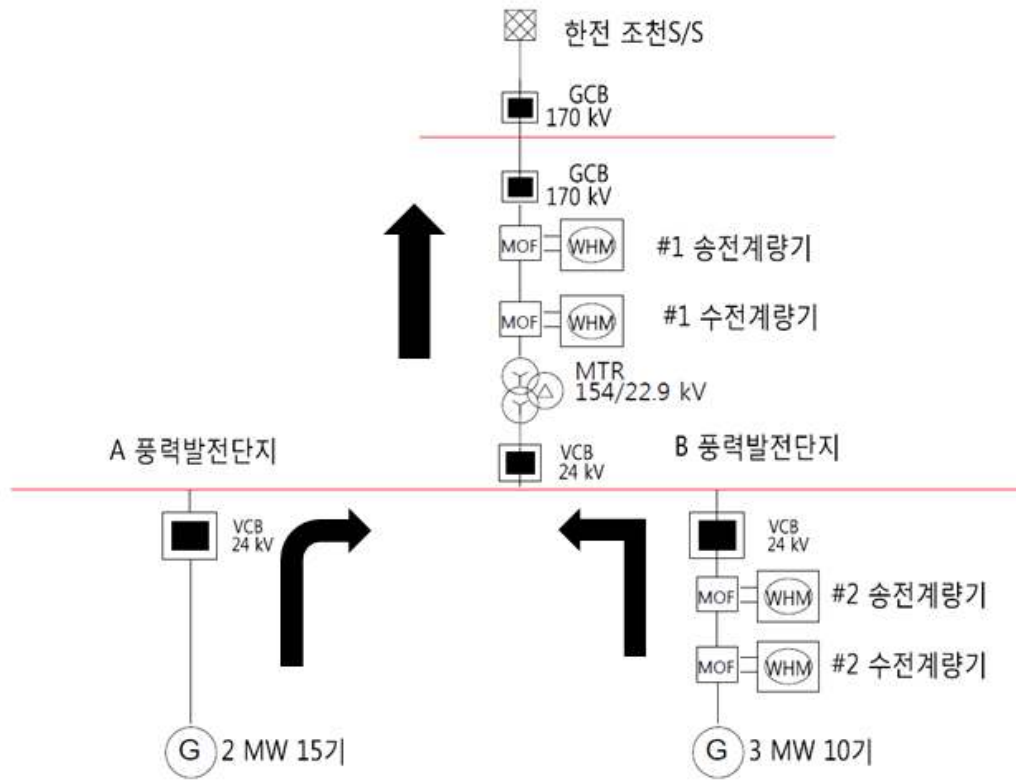 한전 조천S/S
GCB
170 kV
GCB
170 kV
MOF
WHM
#1 송전계량기
MOF
WHM
#1 수전계량기
MTR
154/22.9 kV
A 풍력발전단지
VCB
24 kV
B 풍력발전단지
VCB
24 kV
VCB
24 kV
MOF
WHM
#2 송전계량기
MOF
WHM
#2 수전계량기
G
2 MW 15기
G
3 MW 10기